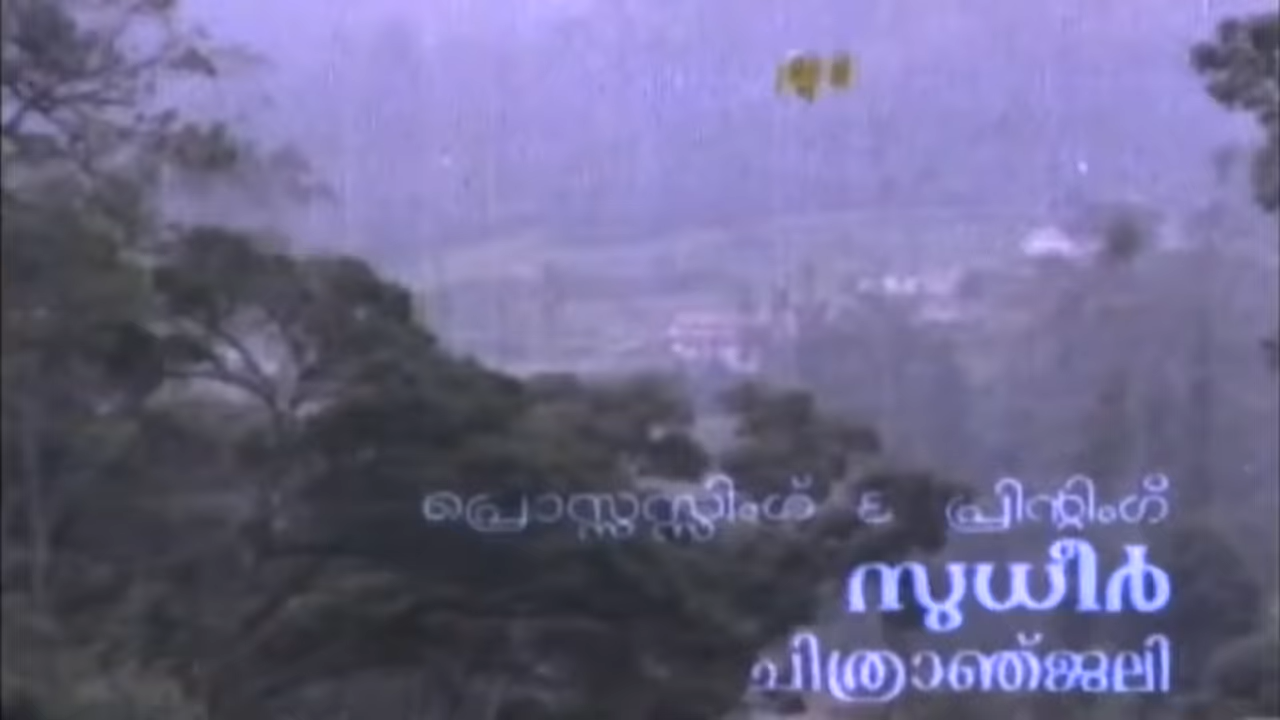 പ്രൊസ്സസ്സിംഗ് & പ്രിന്റിംഗ്
സുധീർ
ചിത്രാഞ്ജലി